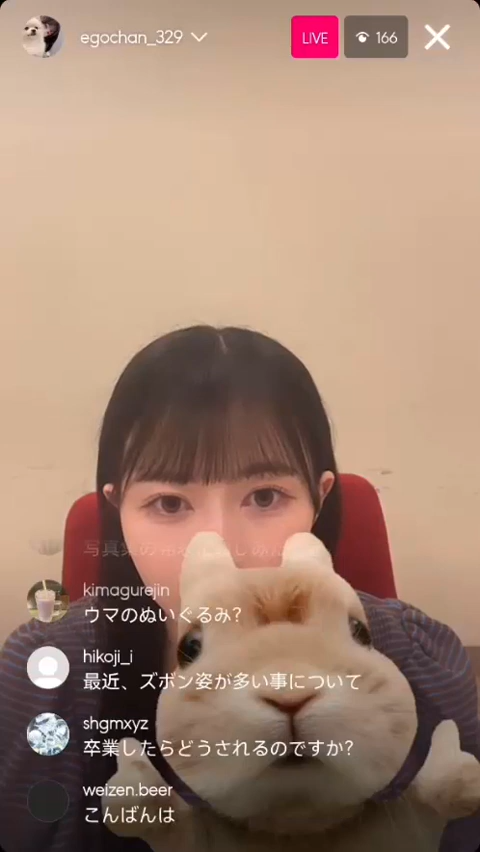 egochan_329
LIVE
166
kimagurejin
ウマのぬいぐるみ?
hikoji_i
最近、ズボン姿が多い事について
shgmxyz
卒業したらどうされるのですか?
weizen.beer
こんばんは